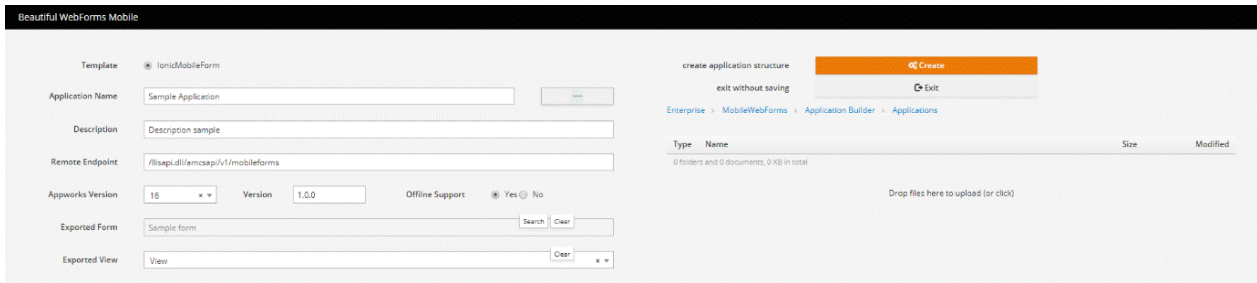 Beautiful WebForms Mobile
Template IonicMobileForm
Application Name Sample Application
Description Description sample
Remote Endpoint /llisapi.dll/amcsapi/v1/mobileforms
Appworks Version 16 × Version 1.0.0 Offilne Support Yes No
Search Clear
Exported Form Sample form
Clear
Exported View View ×
create application structure Create
exit without saving Exit
Enterprise › MobileWebForms › Application Builder › Applications
Type Name Size Modified
0 folders and 0 documents, 0 KB in total
Drop files here to upload (or click)